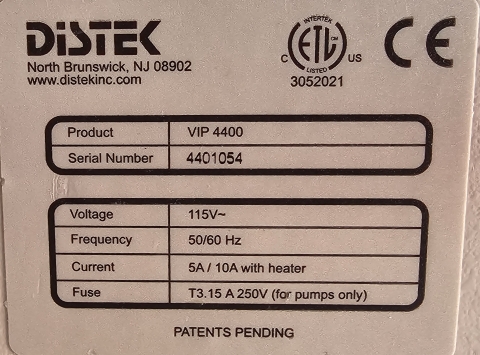 DiSTEK
North Brunswick, NJ 08902
www.distekinc.com
INTERTEK
ETL CM
C US
LISTED
3052021
CE
Product VIP 4400
Serial Number 4401054
Voltage 115V~
Frequency 50/60 Hz
Current 5A / 10A with heater
Fuse T3.15 A 250V (for pumps only)
PATENTS PENDING